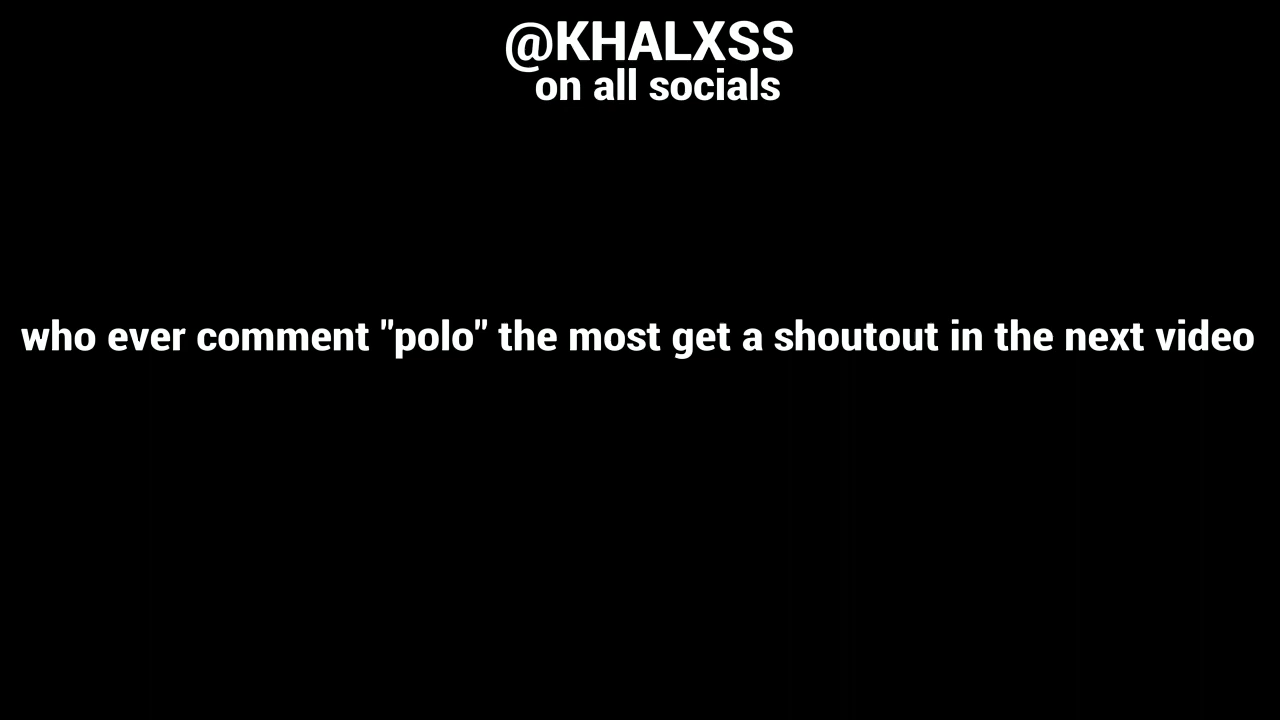 @KHALXSS
on all socials
who ever comment "polo" the most get a shoutout in the next video